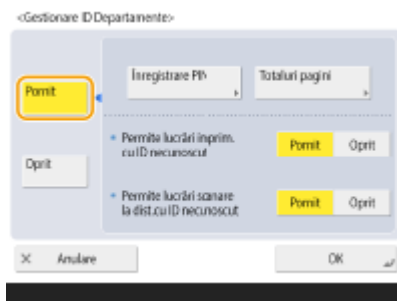 <Gestionare ID Departamente>
Pornit
Înregistrare PIN
Totaluri pagini
Permite lucrări inprim.
cu ID necunoscut
Pornit
Oprit
Oprit
Permite lucrări scanare
la dist.cu ID necunoscut
Pornit
Oprit
Anulare
OK